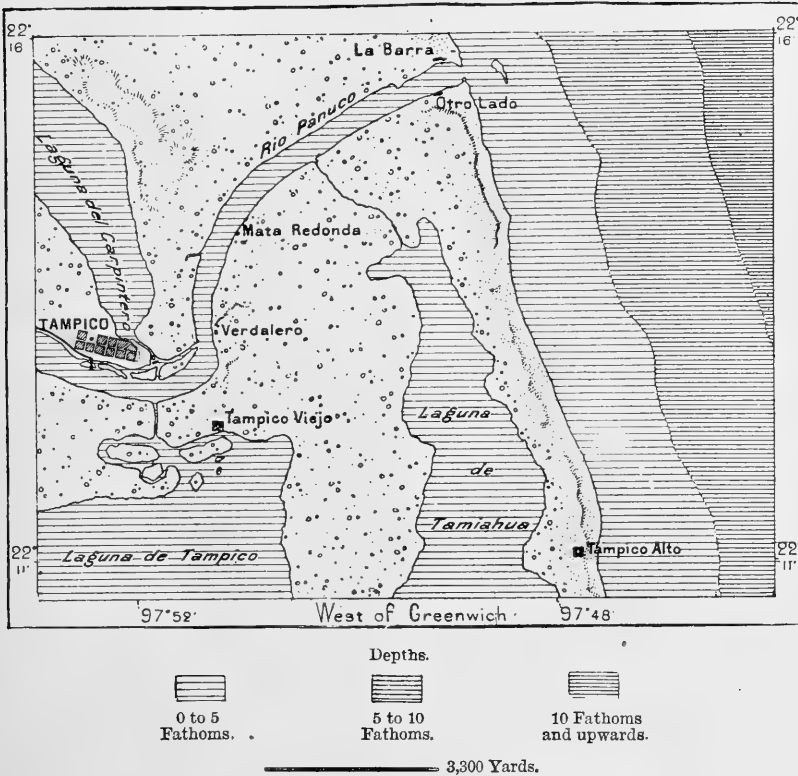 22°
16'
22°
16'
La Barra
Otro Lado
Rio Pánuco
Laguna del Carpintero
Mata Redonda
TAMPICO
Verdalero
Tampico Viejo
Laguna
de
Tamiahua
22°
11'
Laguna de Tampico
Tampico Alto
22°
11'
97°52'
West of Greenwich
97°48'
Depths.
0 to 5
Fathoms.
5 to 10
Fathoms.
10 Fathoms
and upwards.
3,300 Yards.